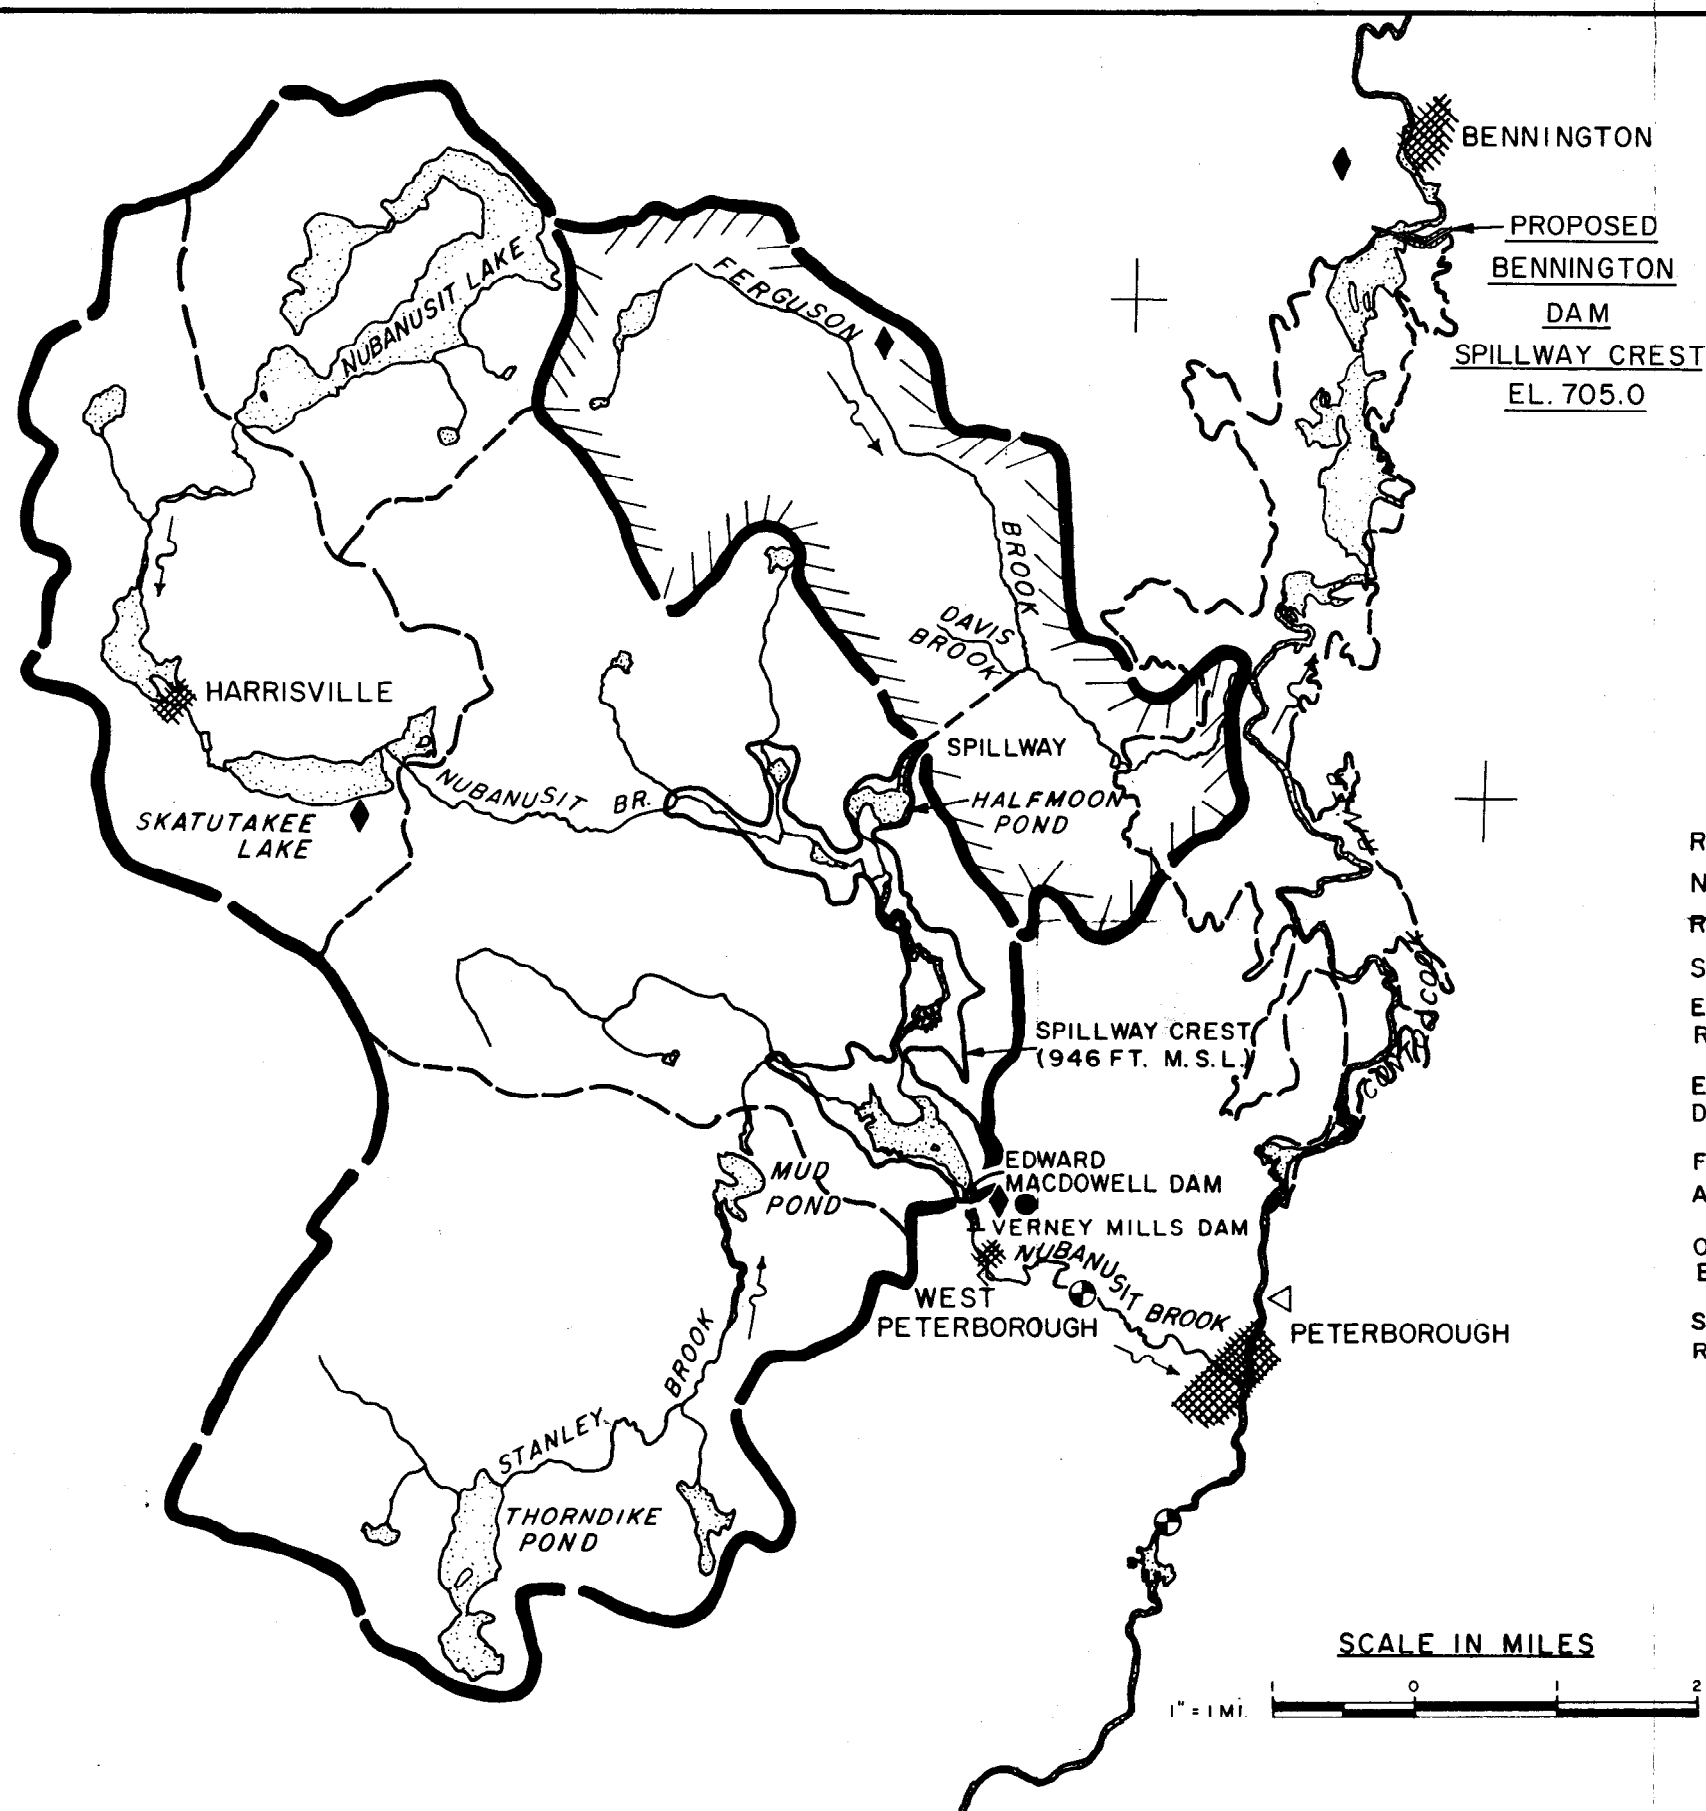 BENNINGTON
PROPOSED
BENNINGTON
DAM
SPILLWAY CREST
EL. 705.0
NUBANUSIT LAKE
FERGUSON
BROOK
DAVIS
BROOK
HARRISVILLE
SPILLWAY
NUBANUSIT BR.
HALFMOON
POND
SKATUTAKEE
LAKE
SPILLWAY CREST
(946 FT. M.S.L.)
CONTOOCOOK
EDWARD
MACDOWELL DAM
MUD
POND
VERNEY MILLS DAM
NUBANUSIT BROOK
WEST
PETERBOROUGH
PETERBOROUGH
STANLEY BROOK
THORNDIKE
POND
SCALE IN MILES
1 0 1 2
1" = 1 MI.
R
N
R
S
E
R
E
D
F
A
O
E
S
R